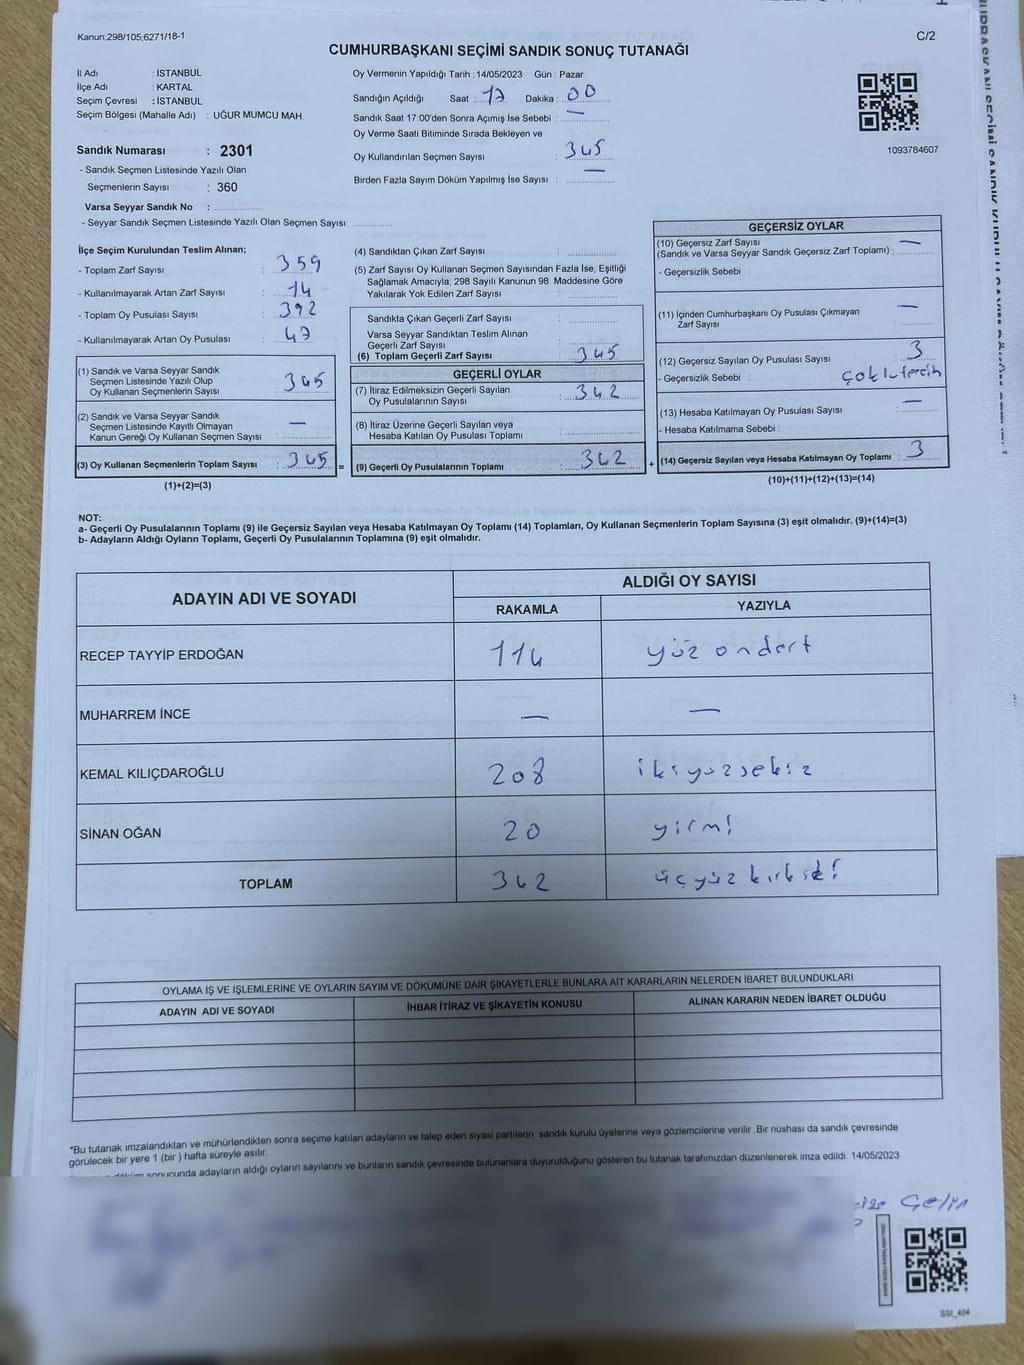 Kanun;298/105;6271/18-1
C/2
CUMHURBAŞKANI SEÇİMİ SANDIK SONUÇ TUTANAĞI
İl Adı : İSTANBUL
İlçe Adı : KARTAL
Seçim Çevresi : İSTANBUL
Seçim Bölgesi (Mahalle Adı) : UĞUR MUMCU MAH.
Sandık Numarası : 2301
- Sandık Seçmen Listesinde Yazılı Olan
Seçmenlerin Sayısı : 360
Varsa Seyyar Sandık No :
- Seyyar Sandık Seçmen Listesinde Yazılı Olan Seçmen Sayısı:
Oy Vermenin Yapıldığı Tarih : 14/05/2023 Gün : Pazar
Sandığın Açıldığı Saat : 17 Dakika : 00
Sandık Saat 17:00'den Sonra Açımış İse Sebebi : —
Oy Verme Saati Bitiminde Sırada Bekleyen ve
Oy Kullandırılan Seçmen Sayısı : 345
Birden Fazla Sayım Döküm Yapılmış İse Sayısı : —
1093784607
İlçe Seçim Kurulundan Teslim Alınan;
- Toplam Zarf Sayısı : 359
- Kullanılmayarak Artan Zarf Sayısı : 14
- Toplam Oy Pusulası Sayısı : 392
- Kullanılmayarak Artan Oy Pusulası : 47
(1) Sandık ve Varsa Seyyar Sandık
Seçmen Listesinde Yazılı Olup
Oy Kullanan Seçmenlerin Sayısı : 345
(2) Sandık ve Varsa Seyyar Sandık
Seçmen Listesinde Kayıtlı Olmayan
Kanun Gereği Oy Kullanan Seçmen Sayısı : —
(3) Oy Kullanan Seçmenlerin Toplam Sayısı : 345 =
(1)+(2)=(3)
(4) Sandıktan Çıkan Zarf Sayısı :
(5) Zarf Sayısı Oy Kullanan Seçmen Sayısından Fazla İse, Eşitliği
Sağlamak Amacıyla; 298 Sayılı Kanunun 98 Maddesine Göre
Yakılarak Yok Edilen Zarf Sayısı :
Sandıkta Çıkan Geçerli Zarf Sayısı :
Varsa Seyyar Sandıktan Teslim Alınan
Geçerli Zarf Sayısı :
(6) Toplam Geçerli Zarf Sayısı : 345
GEÇERLİ OYLAR
(7) İtiraz Edilmeksizin Geçerli Sayılan
Oy Pusulalarının Sayısı : 342
(8) İtiraz Üzerine Geçerli Sayılan veya
Hesaba Katılan Oy Pusulası Toplamı :
(9) Geçerli Oy Pusulalarının Toplamı : 342 +
GEÇERSİZ OYLAR
(10) Geçersiz Zarf Sayısı
(Sandık ve Varsa Seyyar Sandık Geçersiz Zarf Toplamı) : —
- Geçersizlik Sebebi :
(11) İçinden Cumhurbaşkanı Oy Pusulası Çıkmayan
Zarf Sayısı : —
(12) Geçersiz Sayılan Oy Pusulası Sayısı : 3
- Geçersizlik Sebebi : çoklu tercih
(13) Hesaba Katılmayan Oy Pusulası Sayısı : —
- Hesaba Katılmama Sebebi :
(14) Geçersiz Sayılan veya Hesaba Katılmayan Oy Toplamı : 3
(10)+(11)+(12)+(13)=(14)
NOT:
a- Geçerli Oy Pusulalarının Toplamı (9) ile Geçersiz Sayılan veya Hesaba Katılmayan Oy Toplamı (14) Toplamları, Oy Kullanan Seçmenlerin Toplam Sayısına (3) eşit olmalıdır. (9)+(14)=(3)
b- Adayların Aldığı Oyların Toplamı, Geçerli Oy Pusulalarının Toplamına (9) eşit olmalıdır.
ADAYIN ADI VE SOYADI
ALDIĞI OY SAYISI
RAKAMLA YAZIYLA
RECEP TAYYİP ERDOĞAN 114 yüz ondört
MUHARREM İNCE — —
KEMAL KILIÇDAROĞLU 208 ikiyüzsekiz
SİNAN OĞAN 20 yirmi
TOPLAM 342 üçyüz kırkiki
OYLAMA İŞ VE İŞLEMLERİNE VE OYLARIN SAYIM VE DÖKÜMÜNE DAİR ŞİKAYETLERLE BUNLARA AİT KARARLARIN NELERDEN İBARET BULUNDUKLARI
ADAYIN ADI VE SOYADI İHBAR İTİRAZ VE ŞİKAYETİN KONUSU ALINAN KARARIN NEDEN İBARET OLDUĞU
*Bu tutanak imzalandıktan ve mühürlendikten sonra seçime katılan adayların ve talep eden siyasi partilerin sandık kurulu üyelerine veya gözlemcilerine verilir .Bir nüshası da sandık çevresinde
görülecek bir yere 1 (bir ) hafta süreyle asılır.
sonucunda adayların aldığı oyların sayılarını ve bunların sandık çevresinde bulunanlara duyurulduğunu gösteren bu tutanak tarafımızdan düzenlenerek imza edildi. 14/05/2023
SSI_404